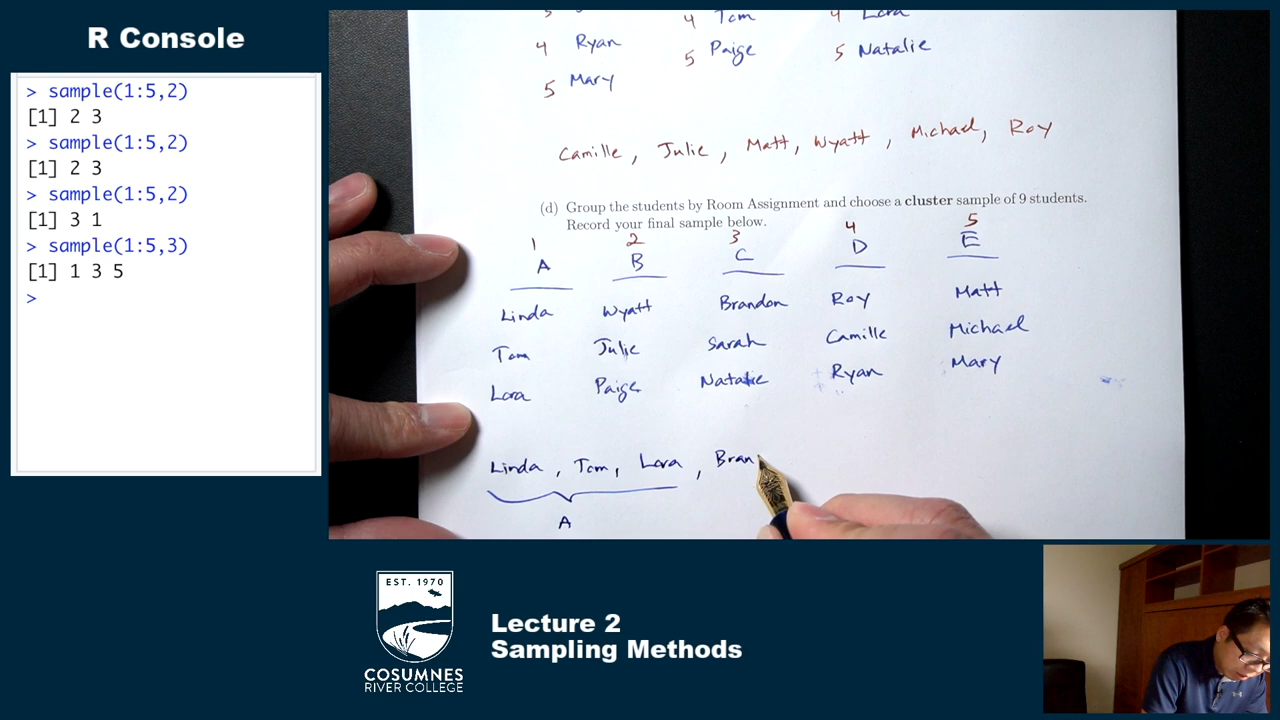 R Console
> sample(1:5,2)
[1] 2 3
> sample(1:5,2)
[1] 2 3
> sample(1:5,2)
[1] 3 1
> sample(1:5,3)
[1] 1 3 5
>
4 Tom 4 Lora
4 Ryan 5 Paige 5 Natalie
5 Mary
Camille, Julie, Matt, Wyatt, Michael, Roy
(d) Group the students by Room Assignment and choose a cluster sample of 9 students.
Record your final sample below.
1 2 3 4 5
A B C D E
Linda Wyatt Brandon Roy Matt
Tom Julie Sarah Camille Michael
Lora Paige Natalie Ryan Mary
Linda, Tom, Lora, Bran
A
EST. 1970
COSUMNES
RIVER COLLEGE
Lecture 2
Sampling Methods